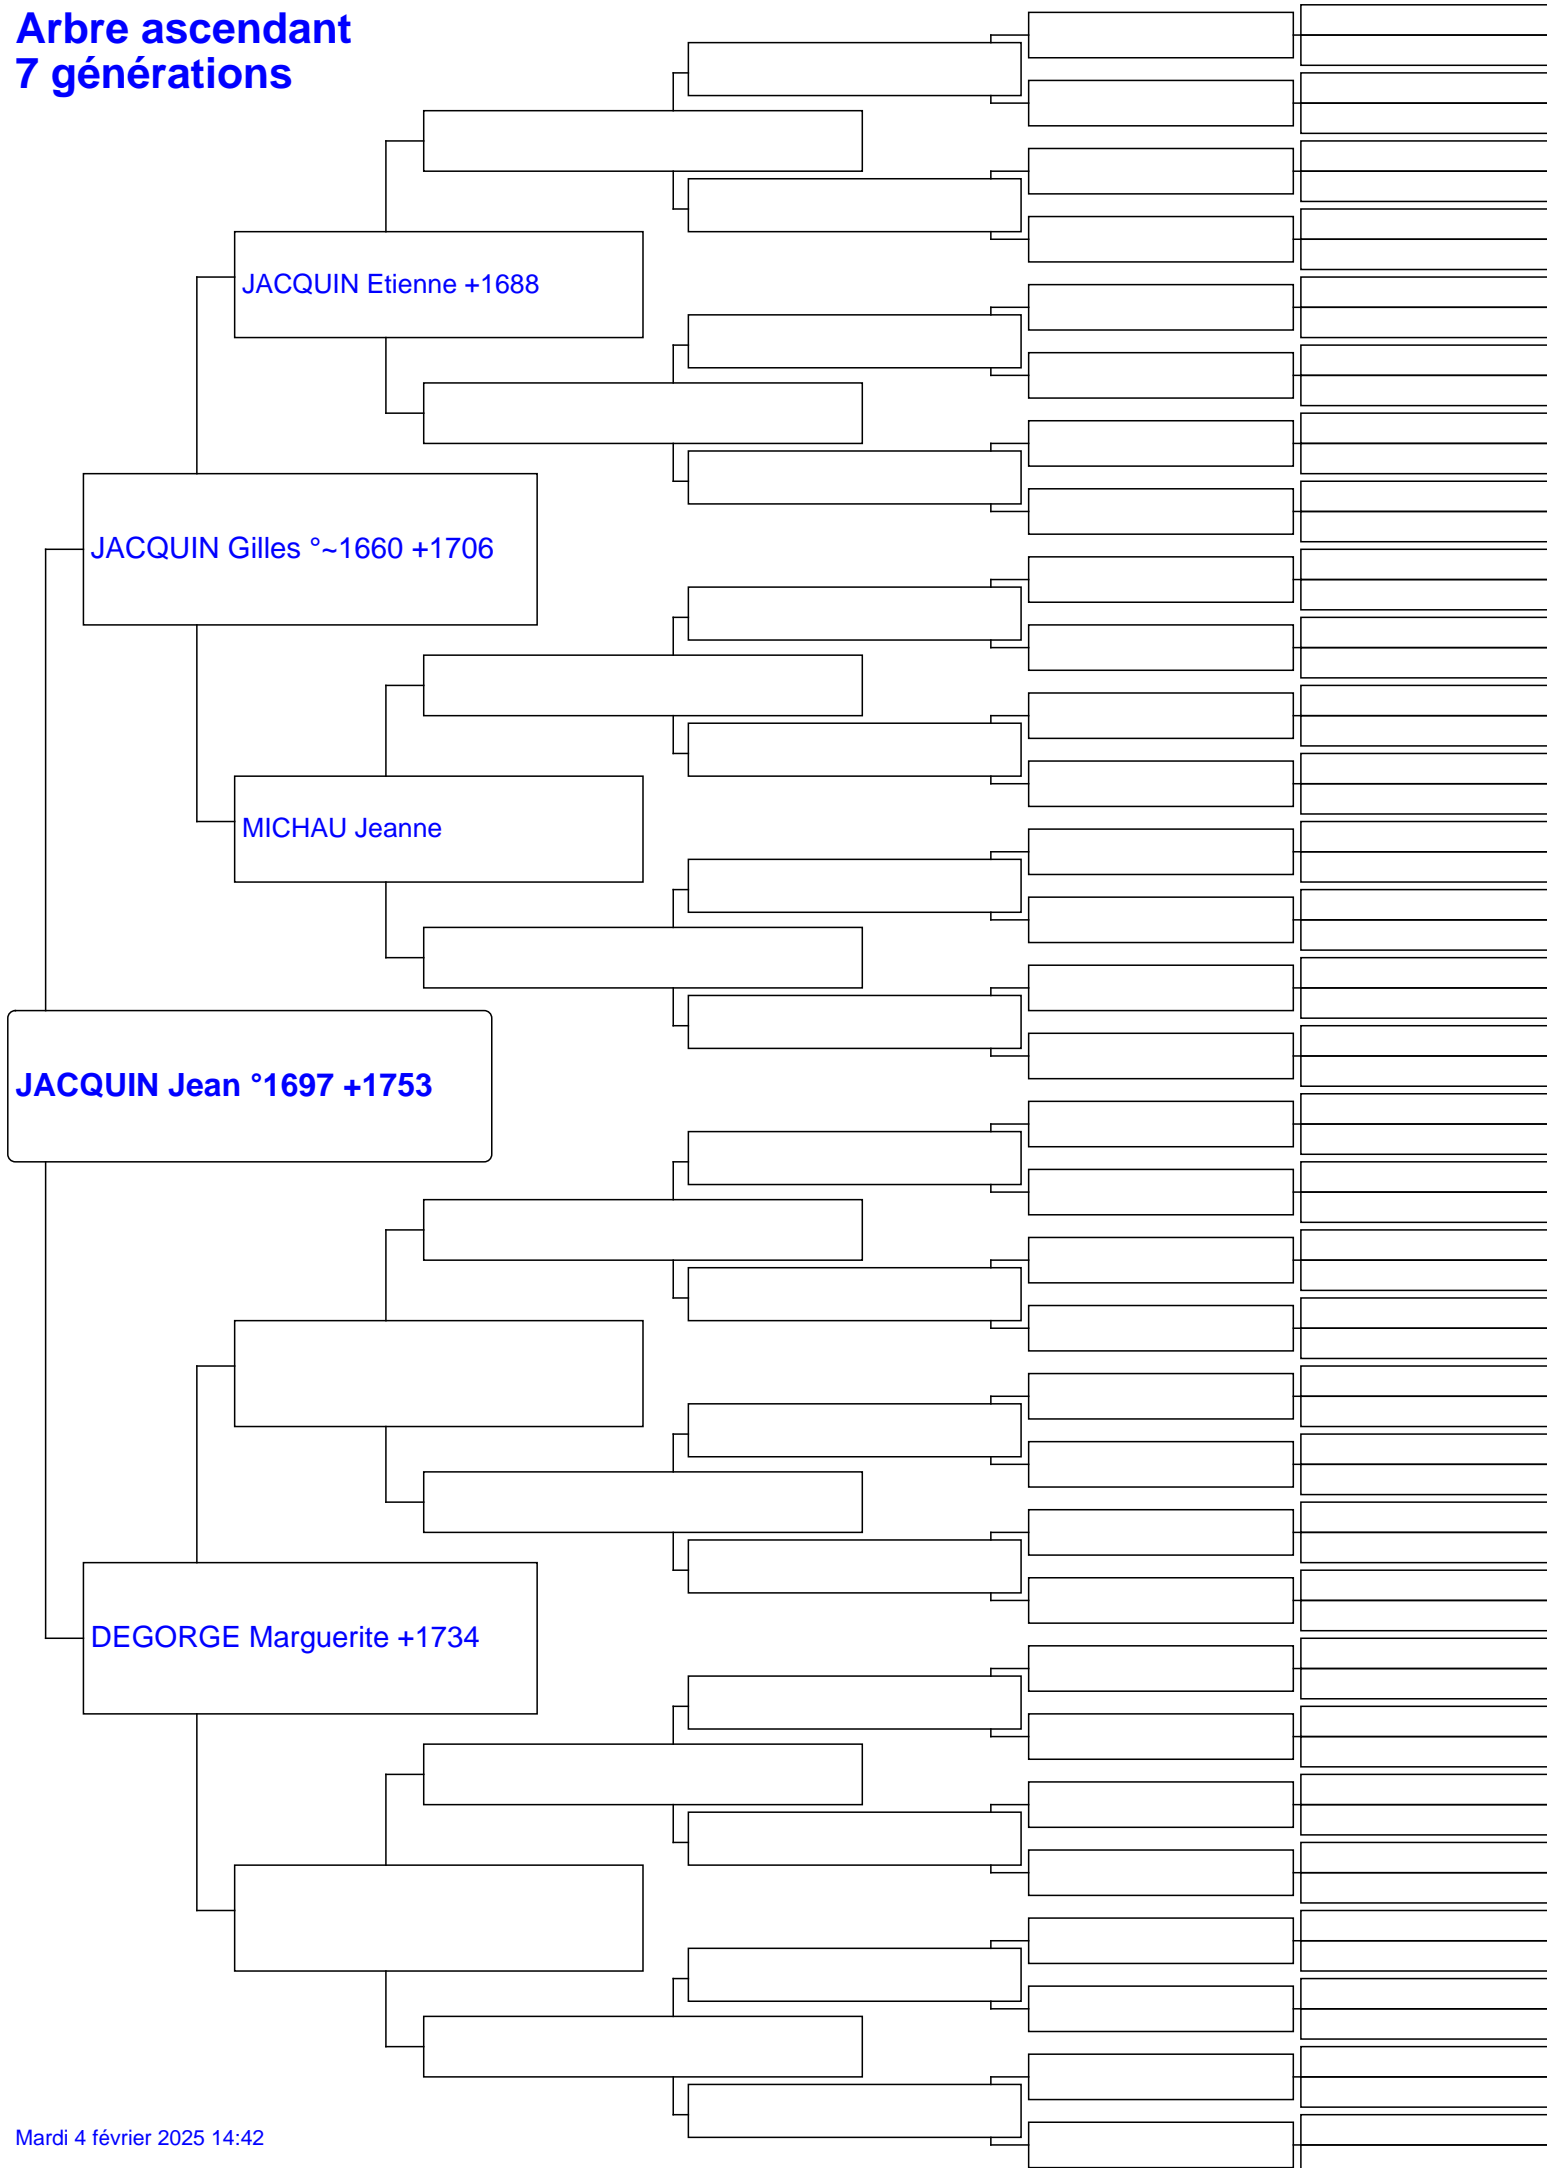 Arbre ascendant
7 générations
JACQUIN Etienne +1688
JACQUIN Gilles °~1660 +1706
MICHAU Jeanne
JACQUIN Jean °1697 +1753
DEGORGE Marguerite +1734
Mardi 4 février 2025 14:42